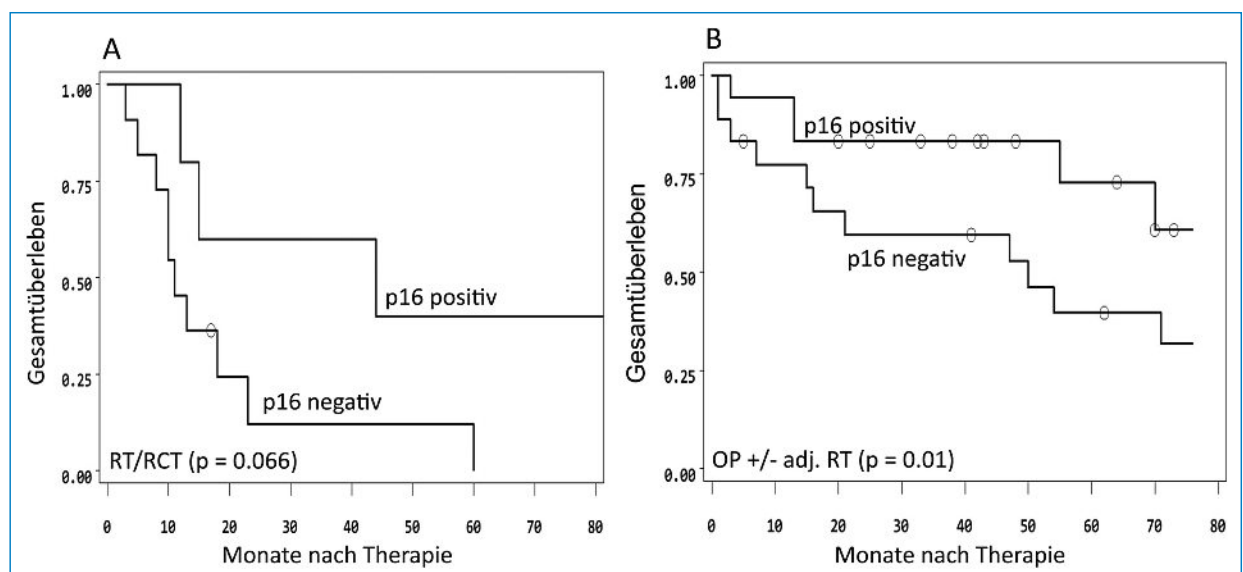 A
1.00
0.75
0.50
0.25
0.00
Gesamtüberleben
p16 positiv
p16 negativ
RT/RCT (p = 0.066)
0 10 20 30 40 50 60 70 80
Monate nach Therapie
B
1.00
0.75
0.50
0.25
0.00
Gesamtüberleben
p16 positiv
p16 negativ
OP +/- adj. RT (p = 0.01)
0 10 20 30 40 50 60 70 80
Monate nach Therapie